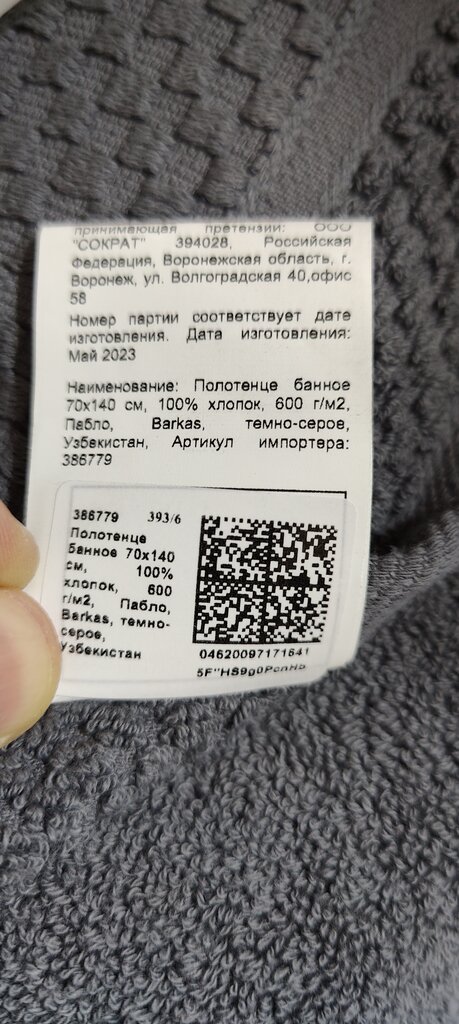 принимающая претензии: ООО
"СОКРАТ" 394028, Российская
Федерация, Воронежская область, г.
Воронеж, ул. Волгоградская 40,офис
58
Номер партии соответствует дате
изготовления. Дата изготовления:
Май 2023
Наименование: Полотенце банное
70х140 см, 100% хлопок, 600 г/м2,
Пабло, Barkas, темно-серое,
Узбекистан, Артикул импортера:
386779
386779 393/6
Полотенце
банное 70х140
см, 100%
хлопок, 600
г/м2, Пабло,
Barkas, темно-
серое,
Узбекистан
04620097171641